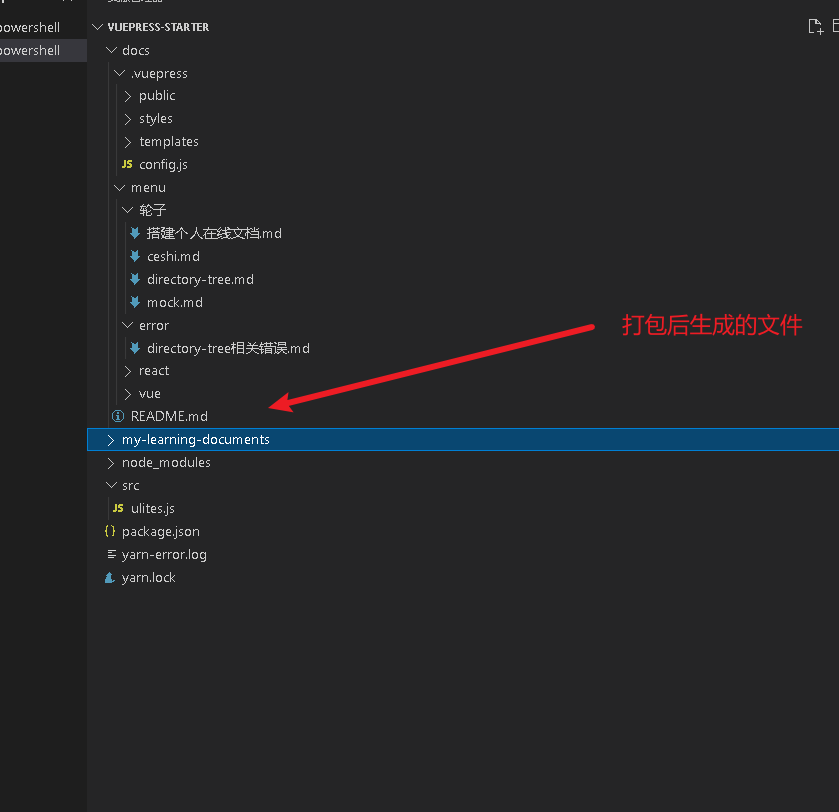 powershell
powershell
VUEPRESS-STARTER
docs
.vuepress
public
styles
templates
JS config.js
menu
轮子
搭建个人在线文档.md
ceshi.md
directory-tree.md
mock.md
error
directory-tree相关错误.md
打包后生成的文件
react
vue
README.md
my-learning-documents
node_modules
src
JS ulites.js
{} package.json
yarn-error.log
yarn.lock